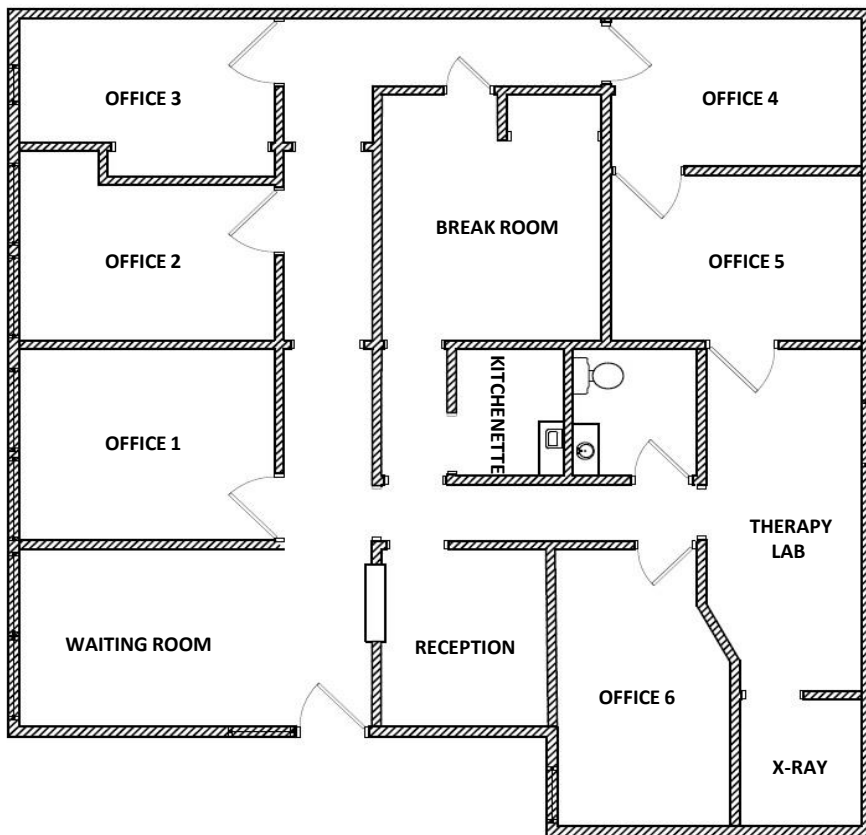 OFFICE 3
OFFICE 4
BREAK ROOM
OFFICE 2
OFFICE 5
KITCHENETTE
OFFICE 1
THERAPY
LAB
WAITING ROOM
RECEPTION
OFFICE 6
X-RAY